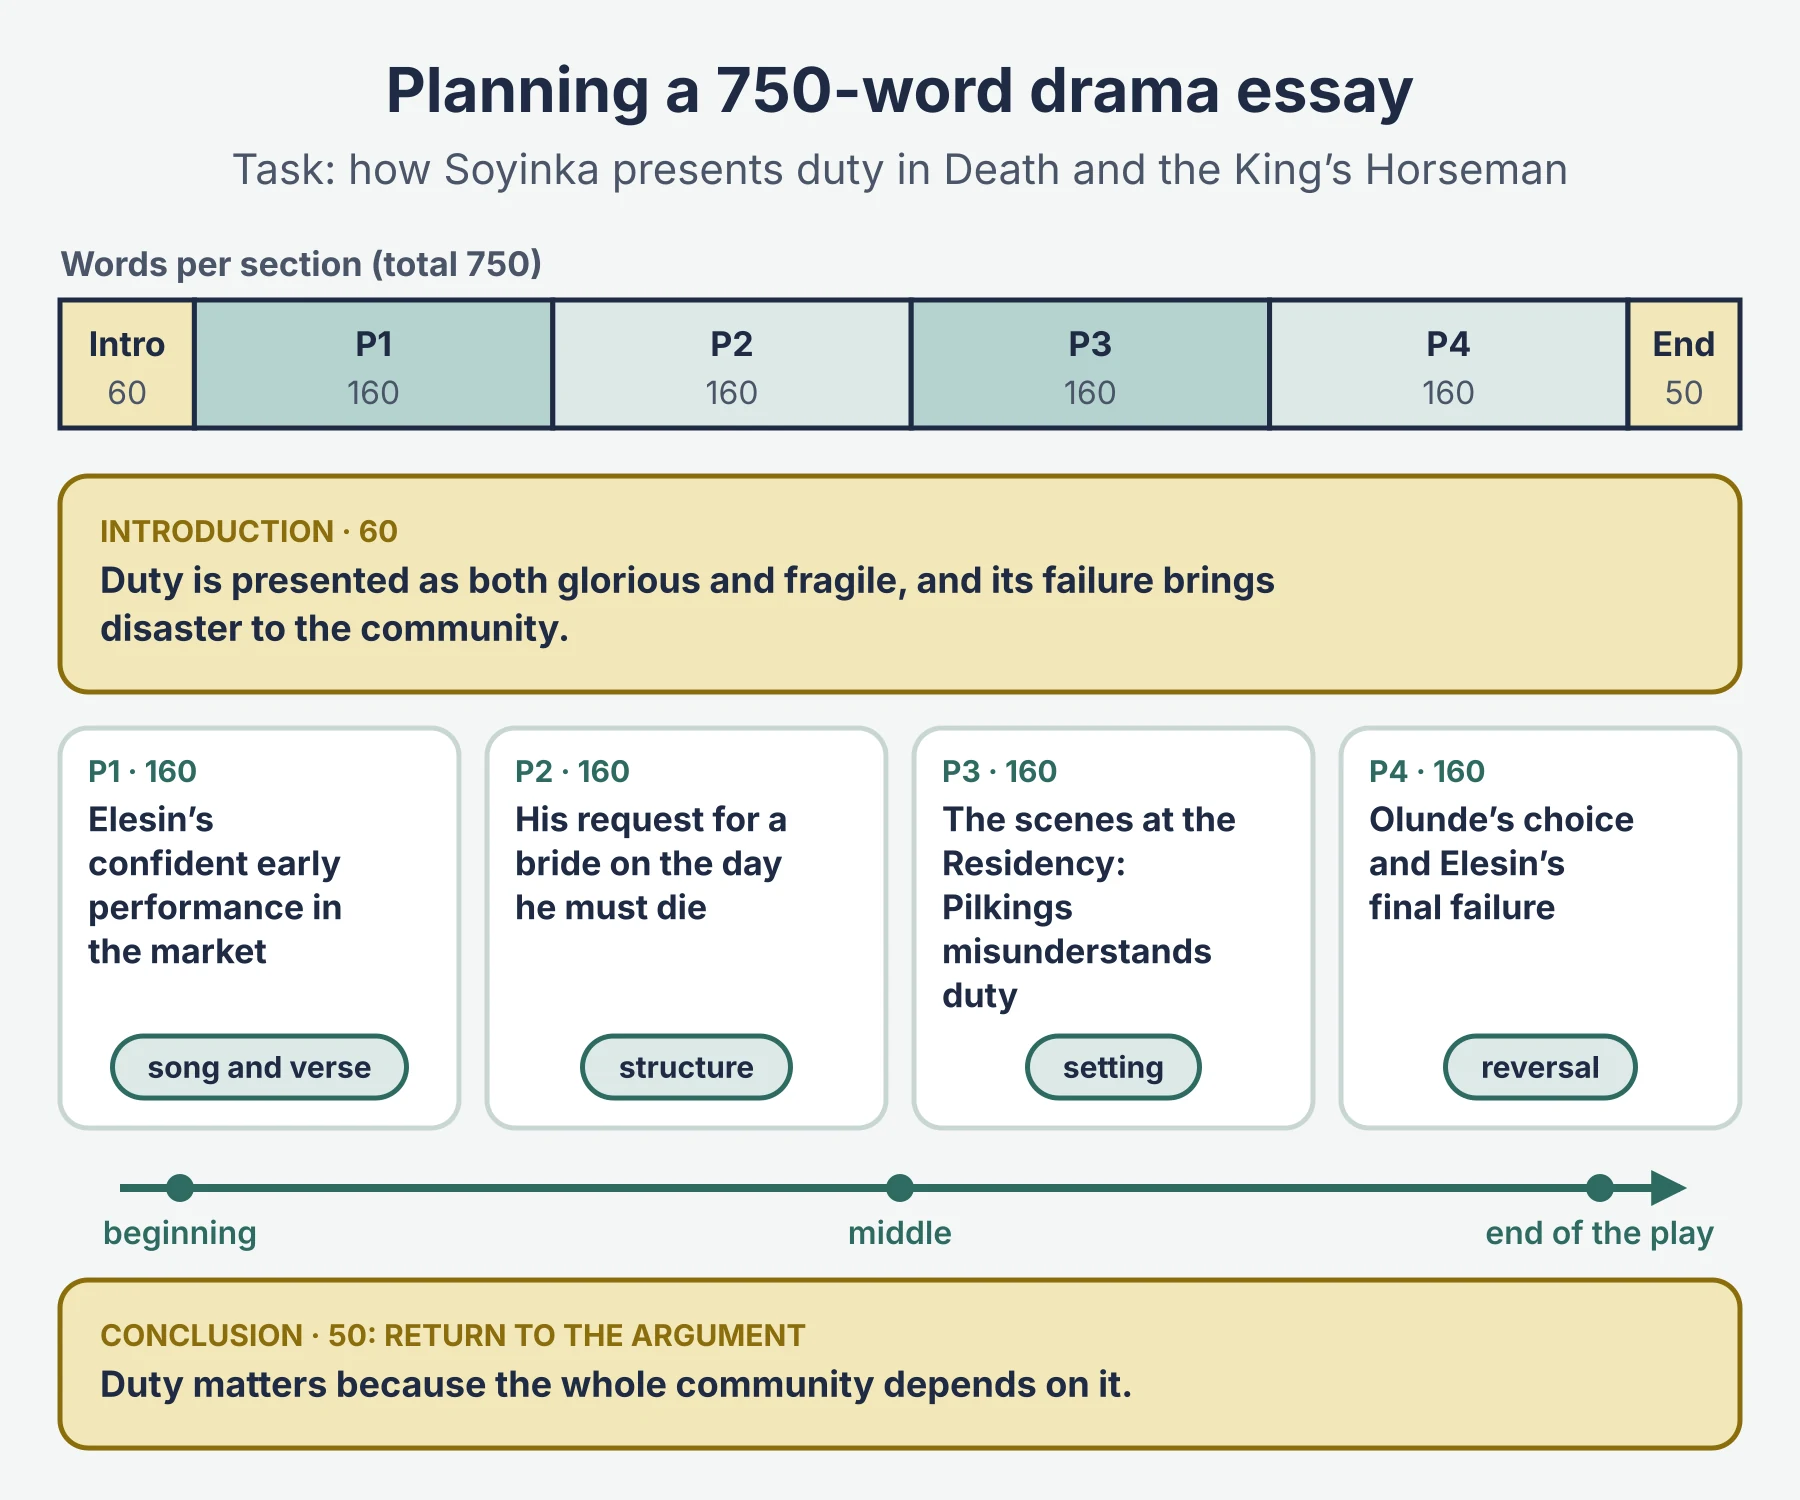 Planning a 750-word drama essay
Task: how Soyinka presents duty in Death and the King’s Horseman
Words per section (total 750)
Intro
60
P1
160
P2
160
P3
160
P4
160
End
50
INTRODUCTION · 60
Duty is presented as both glorious and fragile, and its failure brings
disaster to the community.
P1 · 160
Elesin’s
confident early
performance in
the market
song and verse
P2 · 160
His request for a
bride on the day
he must die
structure
P3 · 160
The scenes at the
Residency:
Pilkings
misunderstands
duty
setting
P4 · 160
Olunde’s choice
and Elesin’s
final failure
reversal
beginning
middle
end of the play
CONCLUSION · 50: RETURN TO THE ARGUMENT
Duty matters because the whole community depends on it.